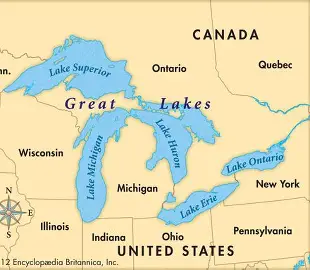 CANADA
nn.
Lake Superior
Ontario
Quebec
Great Lakes
Wisconsin
Lake Michigan
Lake Huron
Lake Ontario
Michigan
New York
N
W
E
S
Lake Erie
Illinois
Indiana
Ohio
Pennsylvania
UNITED STATES
12 Encyclopædia Britannica, Inc.